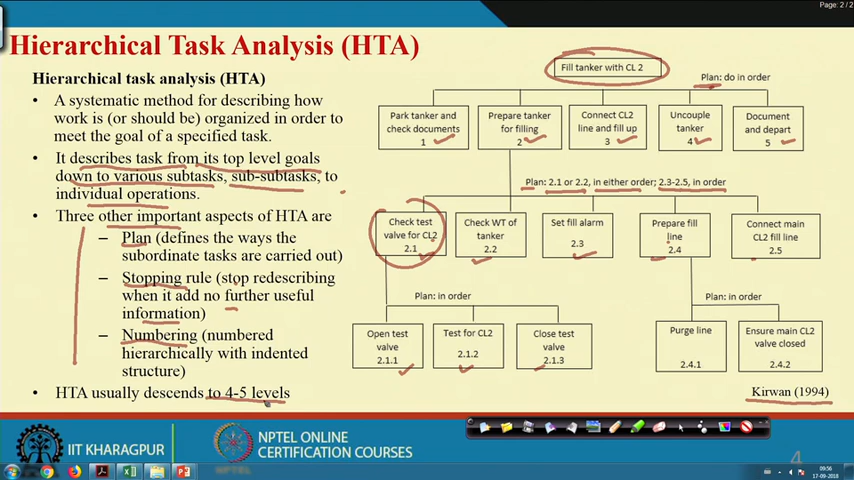 Page: 2 / 2
Hierarchical Task Analysis (HTA)
Hierarchical task analysis (HTA)
• A systematic method for describing how
work is (or should be) organized in order to
meet the goal of a specified task.
• It describes task from its top level goals
down to various subtasks, sub-subtasks, to
individual operations.
• Three other important aspects of HTA are
– Plan (defines the ways the
subordinate tasks are carried out)
– Stopping rule (stop redescribing
when it add no further useful
information)
– Numbering (numbered
hierarchically with indented
structure)
• HTA usually descends to 4-5 levels
Fill tanker with CL 2
Plan: do in order
Park tanker and
check documents
1
Prepare tanker
for filling
2
Connect CL2
line and fill up
3
Uncouple
tanker
4
Document
and depart
5
Plan: 2.1 or 2.2, in either order; 2.3-2.5, in order
Check test
valve for CL2
2.1
Check WT of
tanker
2.2
Set fill alarm
2.3
Prepare fill
line
2.4
Connect main
CL2 fill line
2.5
Plan: in order
Plan: in order
Open test
valve
2.1.1
Test for CL2
2.1.2
Close test
valve
2.1.3
Purge line
2.4.1
Ensure main CL2
valve closed
2.4.2
Kirwan (1994)
IIT KHARAGPUR
NPTEL ONLINE
CERTIFICATION COURSES
NPTEL
4
09:56
17-09-2018